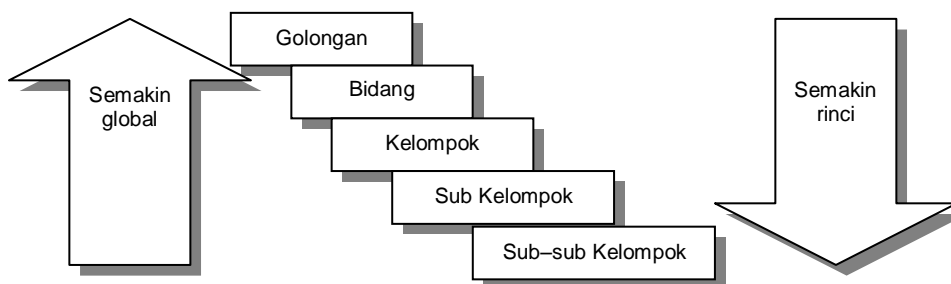 Golongan
Semakin
global
Bidang
Semakin
rinci
Kelompok
Sub Kelompok
Sub–sub Kelompok